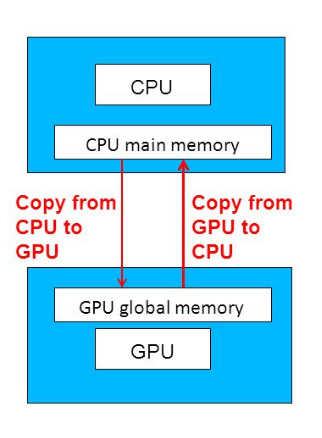 CPU
CPU main memory
Copy from
CPU to
GPU
Copy from
GPU to
CPU
GPU global memory
GPU